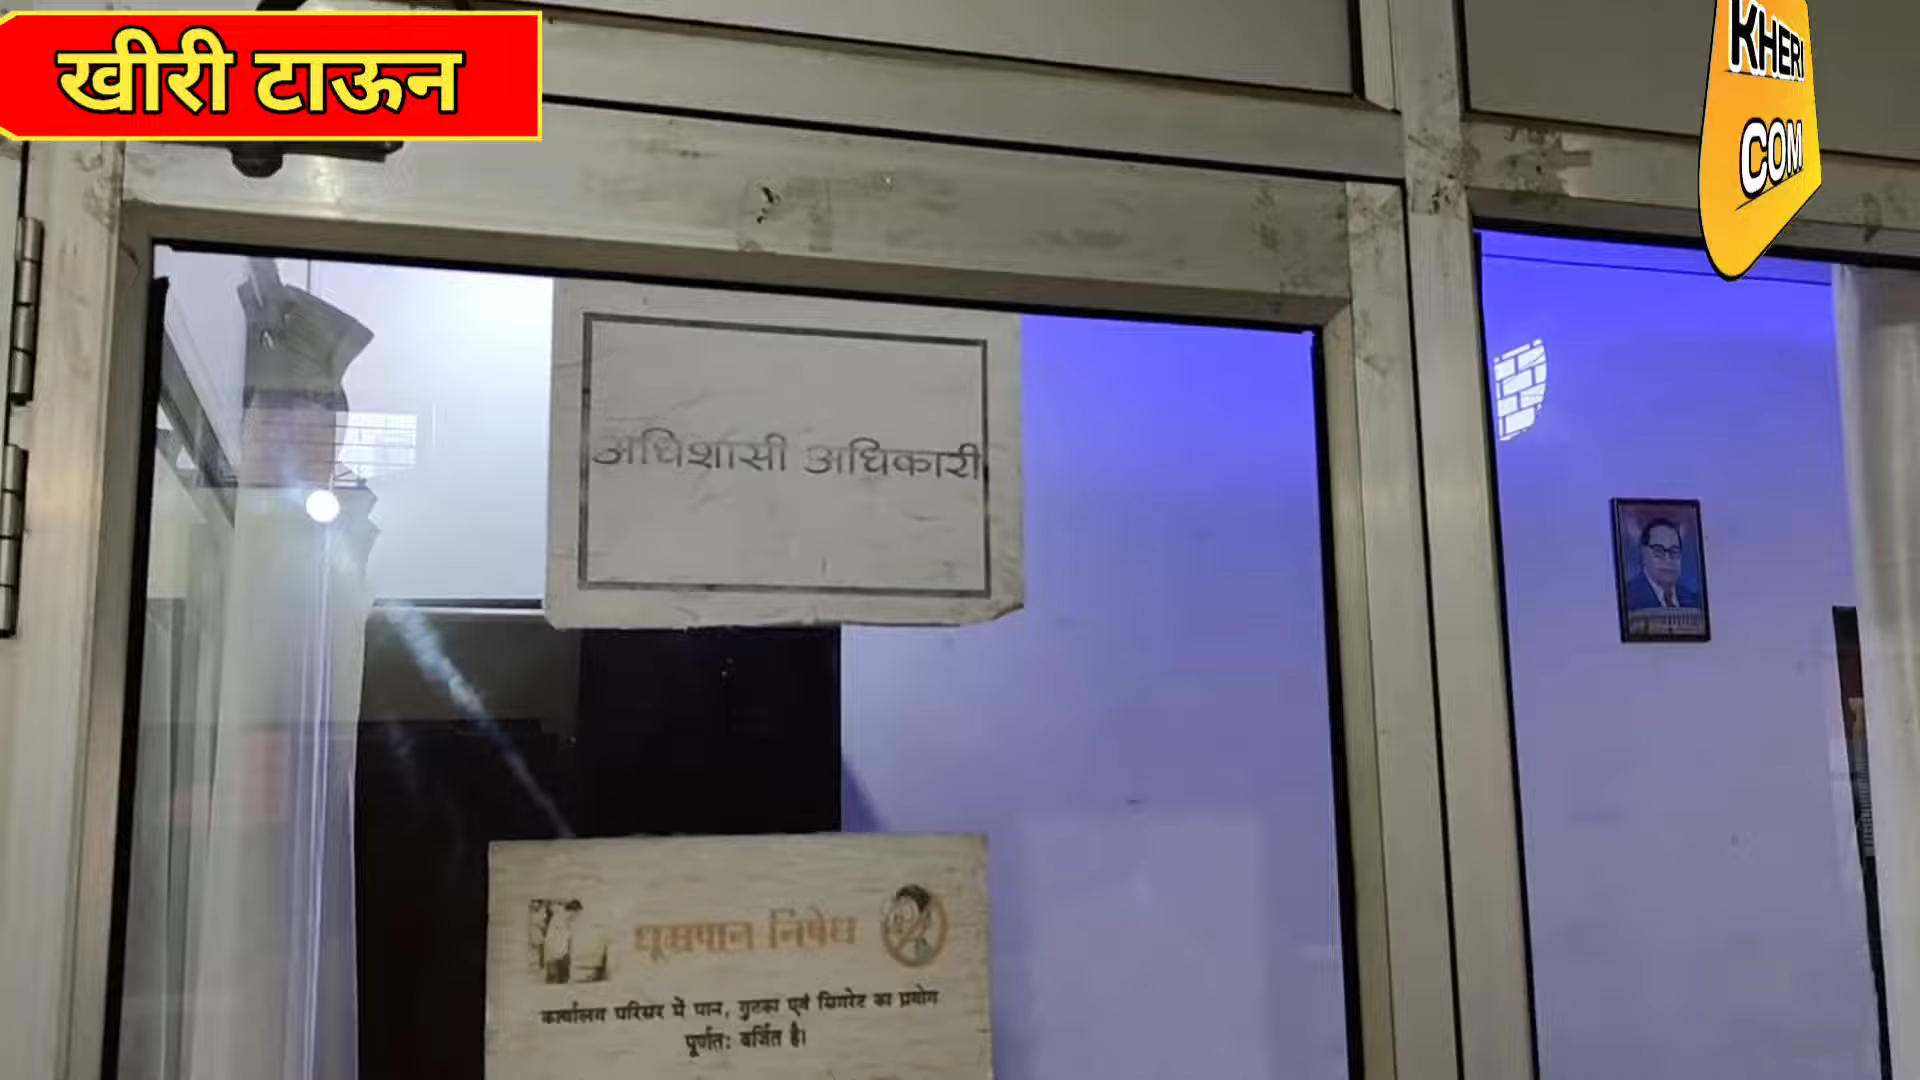 खीरी टाऊन
KHERI
COM
अधिशासी अधिकारी
धूम्रपान निषेध
कार्यालय परिसर में पान, गुटका एवं सिगरेट का प्रयोग
पूर्णत: वर्जित है।